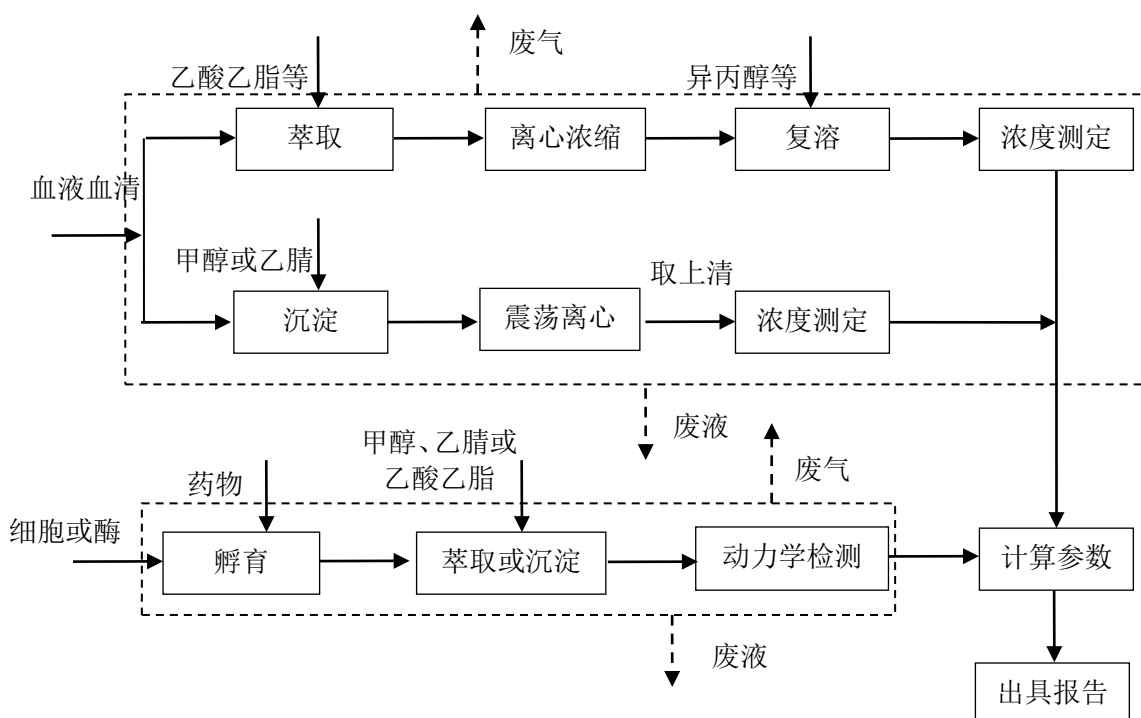 废气
乙酸乙脂等
异丙醇等
萃取
离心浓缩
复溶
浓度测定
血液血清
甲醇或乙腈
取上清
沉淀
震荡离心
浓度测定
废液
甲醇、乙腈或
乙酸乙脂
废气
药物
细胞或酶
孵育
萃取或沉淀
动力学检测
计算参数
废液
出具报告